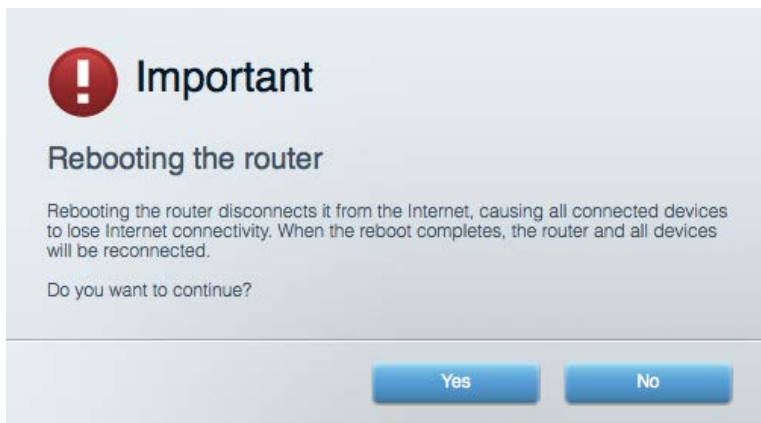 Important
Rebooting the router
Rebooting the router disconnects it from the Internet, causing all connected devices
to lose Internet connectivity. When the reboot completes, the router and all devices
will be reconnected.
Do you want to continue?
Yes No